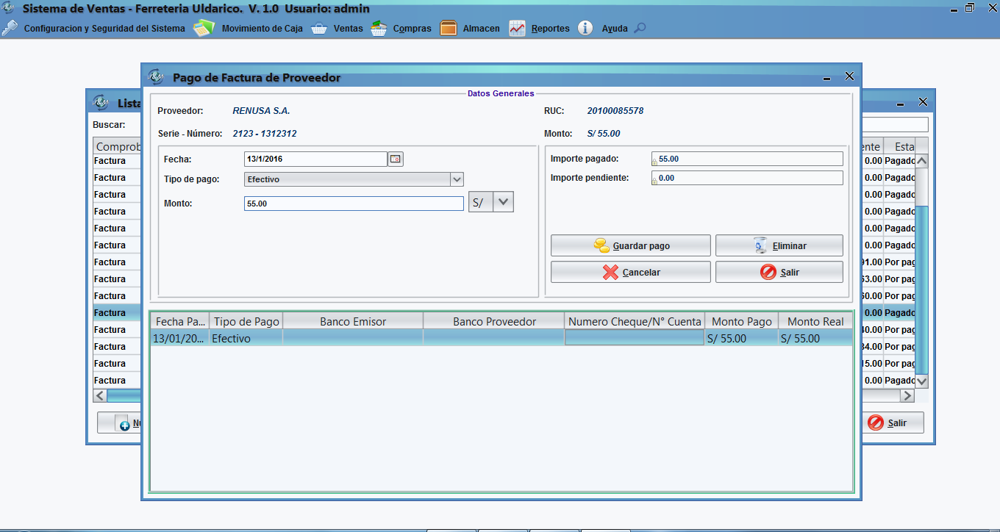 Sistema de Ventas - Ferreteria Uldarico. V. 1.0 Usuario: admin
Configuracion y Seguridad del Sistema Movimiento de Caja Ventas Compras Almacen Reportes Ayuda
Pago de Factura de Proveedor
Lista
Datos Generales
Buscar:
Proveedor: RENUSA S.A. RUC: 20100085578
Serie - Número: 2123 - 1312312 Monto: S/ 55.00
Comprob
ente Esta
Fecha: 13/1/2016 Importe pagado: 55.00
Tipo de pago: Efectivo Importe pendiente: 0.00
Monto: 55.00 S/
Guardar pago Eliminar
Cancelar Salir
Factura 0.00 Pagado
Factura 0.00 Pagado
Factura 0.00 Pagado
Factura 0.00 Pagado
Factura 0.00 Pagado
Factura 0.00 Pagado
Factura 91.00 Por pag
Factura 63.00 Por pag
Factura 60.00 Por pag
Factura 0.00 Pagado
Factura 40.00 Por pag
Factura 34.00 Por pag
Factura 15.00 Por pag
Factura 0.00 Pagado
Fecha Pa... Tipo de Pago Banco Emisor Banco Proveedor Numero Cheque/N° Cuenta Monto Pago Monto Real
13/01/20... Efectivo S/ 55.00 S/ 55.00
Salir